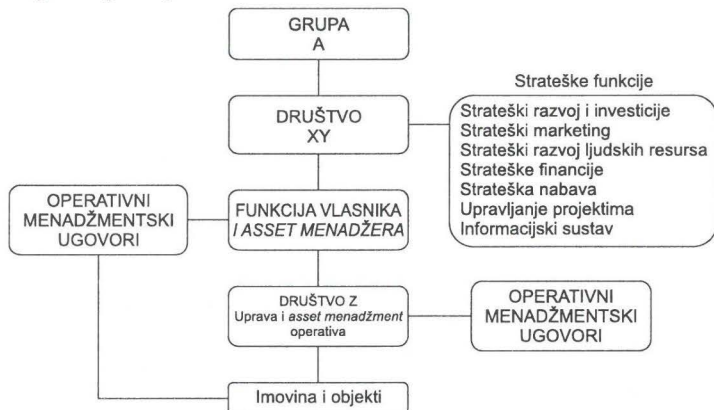 GRUPA
A
Strateške funkcije
DRUŠTVO
XY
Strateški razvoj i investicije
Strateški marketing
Strateški razvoj ljudskih resursa
Strateške financije
Strateška nabava
Upravljanje projektima
Informacijski sustav
OPERATIVNI
MENADŽMENTSKI
UGOVORI
FUNKCIJA VLASNIKA
I ASSET MENADŽERA
DRUŠTVO Z
Uprava i asset menadžment
operativa
OPERATIVNI
MENADŽMENTSKI
UGOVORI
Imovina i objekti